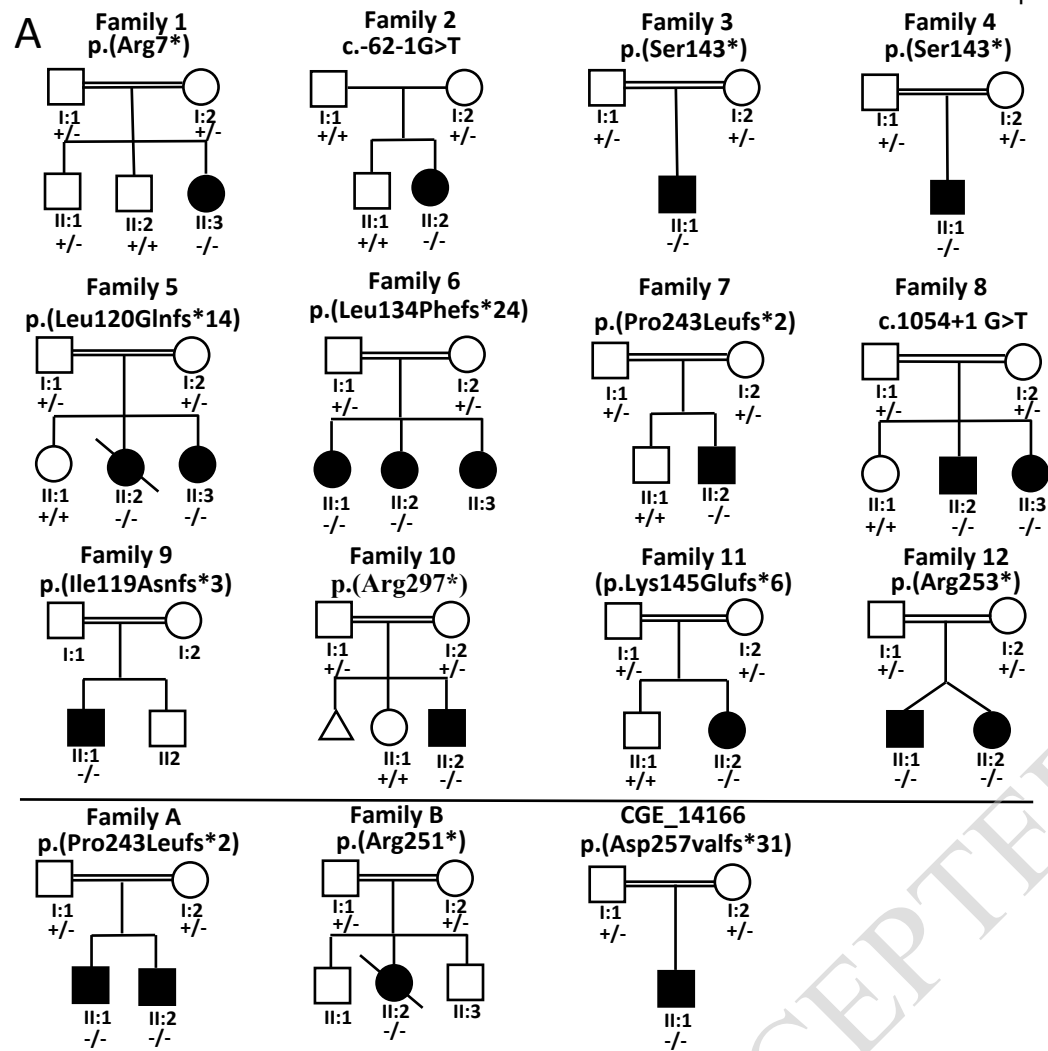 A
Family 1
p.(Arg7*)
I:1
+/-
I:2
+/-
II:1
+/-
II:2
+/+
II:3
-/-
Family 2
c.-62-1G>T
I:1
+/+
I:2
+/-
II:1
+/+
II:2
-/-
Family 3
p.(Ser143*)
I:1
+/-
I:2
+/-
II:1
-/-
Family 4
p.(Ser143*)
I:1
+/-
I:2
+/-
II:1
-/-
Family 5
p.(Leu120Glnfs*14)
I:1
+/-
I:2
+/-
II:1
+/+
II:2
-/-
II:3
-/-
Family 6
p.(Leu134Phefs*24)
I:1
+/-
I:2
+/-
II:1
-/-
II:2
-/-
II:3
Family 7
p.(Pro243Leufs*2)
I:1
+/-
I:2
+/-
II:1
+/+
II:2
-/-
Family 8
c.1054+1 G>T
I:1
+/-
I:2
+/-
II:1
+/+
II:2
-/-
II:3
-/-
Family 9
p.(Ile119Asnfs*3)
I:1
I:2
II:1
-/-
II2
Family 10
p.(Arg297*)
I:1
+/-
I:2
+/-
II:1
+/+
II:2
-/-
Family 11
(p.Lys145Glufs*6)
I:1
+/-
I:2
+/-
II:1
+/+
II:2
-/-
Family 12
p.(Arg253*)
I:1
+/-
I:2
+/-
II:1
-/-
II:2
-/-
Family A
p.(Pro243Leufs*2)
I:1
+/-
I:2
+/-
II:1
-/-
II:2
-/-
Family B
p.(Arg251*)
I:1
+/-
I:2
+/-
II:1
II:2
-/-
II:3
CGE_14166
p.(Asp257valfs*31)
I:1
+/-
I:2
+/-
II:1
-/-